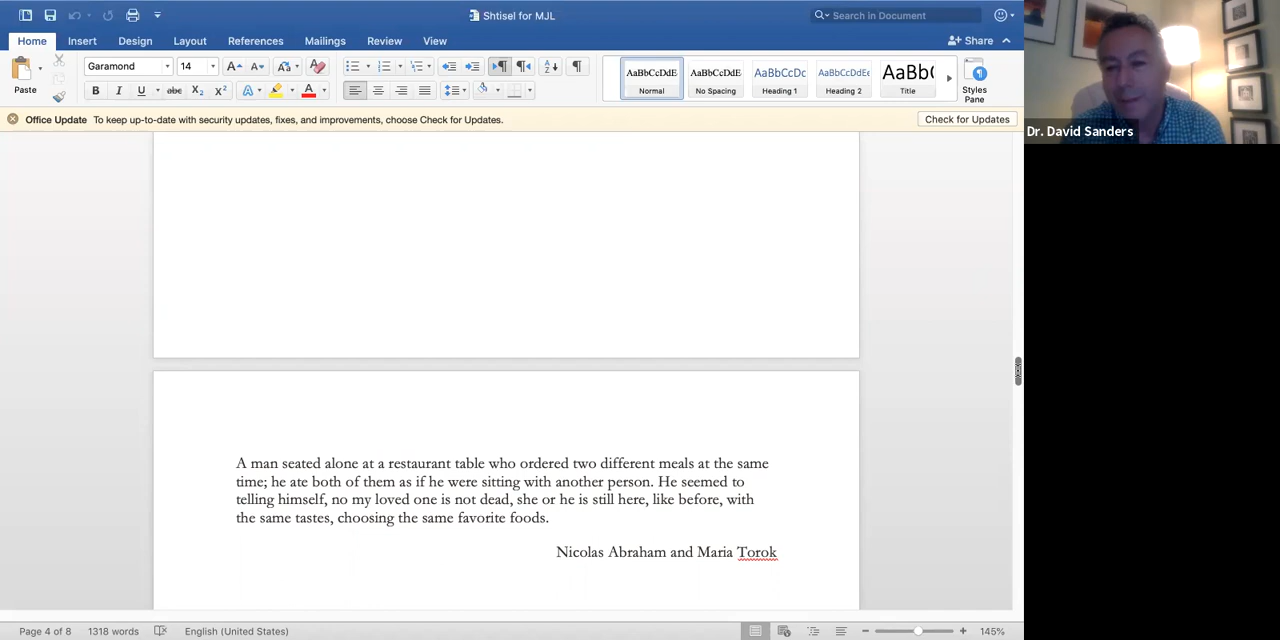 Shtisel for MJL
Search in Document
Home Insert Design Layout References Mailings Review View
Share
Paste
Garamond 14
B I U abc X2 X2 A A
AaBbCcDdE AaBbCcDdE AaBbCcDc AaBbCcDdEe AaBb(
Normal No Spacing Heading 1 Heading 2 Title
Styles
Pane
Office Update To keep up-to-date with security updates, fixes, and improvements, choose Check for Updates.
Check for Updates
Dr. David Sanders
A man seated alone at a restaurant table who ordered two different meals at the same
time; he ate both of them as if he were sitting with another person. He seemed to
telling himself, no my loved one is not dead, she or he is still here, like before, with
the same tastes, choosing the same favorite foods.
Nicolas Abraham and Maria Torok
Page 4 of 8 1318 words English (United States) 145%